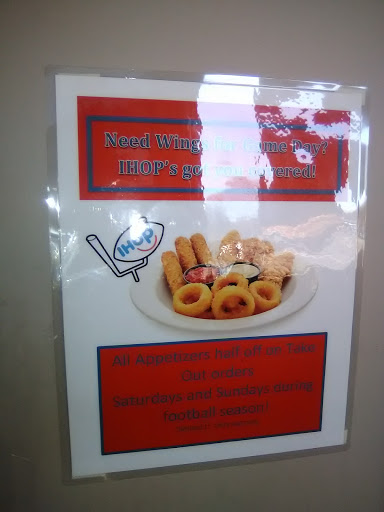 Need Wings for Game Day?
IHOP's got you covered!
IHOP
All Appetizers half off on Take
Out orders
Saturdays and Sundays during
football season!